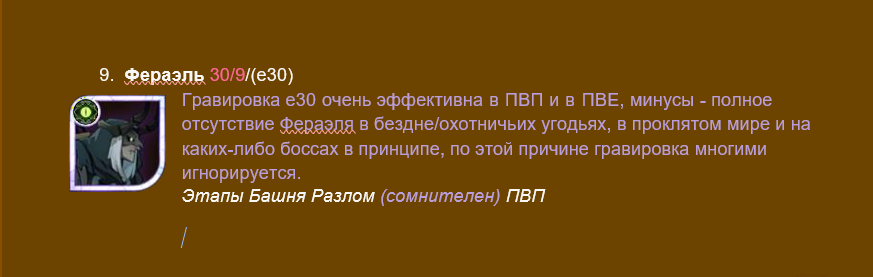 9. Фераэль 30/9/(е30)
Гравировка е30 очень эффективна в ПВП и в ПВЕ, минусы - полное
отсутствие Фераэля в бездне/охотничьих угодьях, в проклятом мире и на
каких-либо боссах в принципе, по этой причине гравировка многими
игнорируется.
Этапы Башня Разлом (сомнителен) ПВП
/